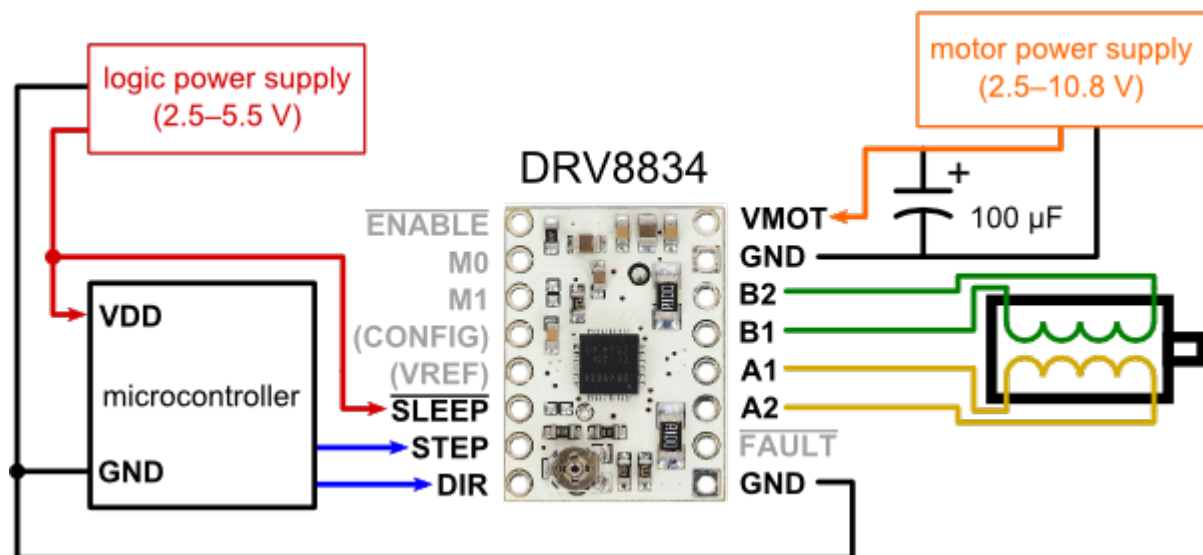 logic power supply
(2.5–5.5 V)
motor power supply
(2.5–10.8 V)
DRV8834
ENABLE
M0
M1
(CONFIG)
(VREF)
SLEEP
STEP
DIR
VMOT
GND
B2
B1
A1
A2
FAULT
GND
+
100 µF
VDD
microcontroller
GND
R100